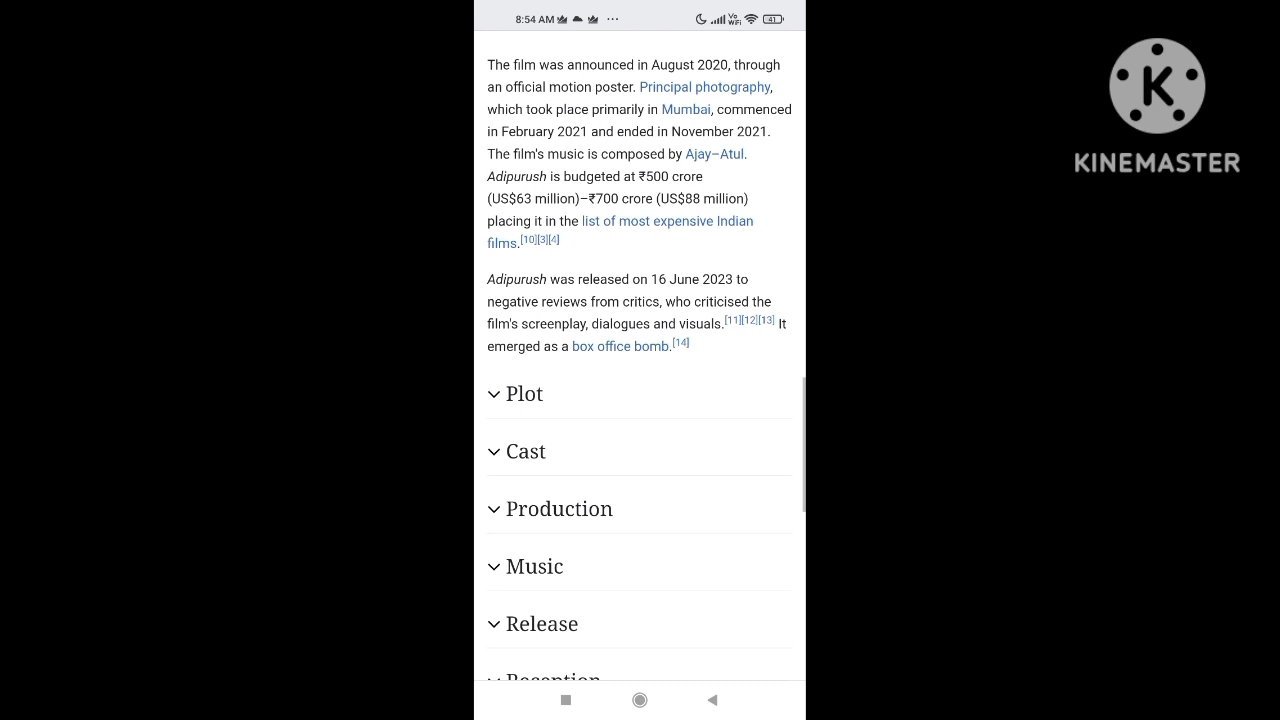 8:54 AM
Vo WiFi
41
The film was announced in August 2020, through
an official motion poster. Principal photography,
which took place primarily in Mumbai, commenced
in February 2021 and ended in November 2021.
The film's music is composed by Ajay–Atul.
Adipurush is budgeted at ₹500 crore
(US$63 million)–₹700 crore (US$88 million)
placing it in the list of most expensive Indian
films.[10][3][4]
Adipurush was released on 16 June 2023 to
negative reviews from critics, who criticised the
film's screenplay, dialogues and visuals.[11][12][13] It
emerged as a box office bomb.[14]
Plot
Cast
Production
Music
Release
Reception
K
KINEMASTER